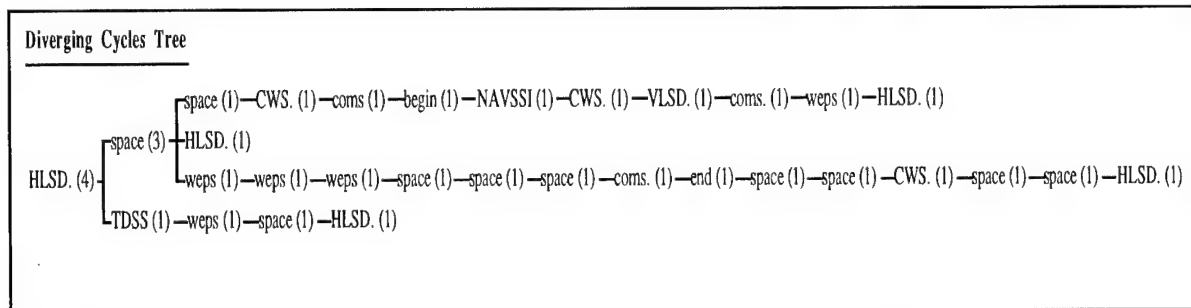 Diverging Cycles Tree
space (1)—CWS. (1)—coms (1)—begin (1)—NAVSSI (1)—CWS. (1)—VLSD. (1)—coms. (1)—weps (1)—HLSD. (1)
space (3) HLSD. (1)
HLSD. (4) weps (1)—weps (1)—weps (1)—space (1)—space (1)—space (1)—coms. (1)—end (1)—space (1)—space (1)—CWS. (1)—space (1)—space (1)—HLSD. (1)
TDSS (1)—weps (1)—space (1)—HLSD. (1)